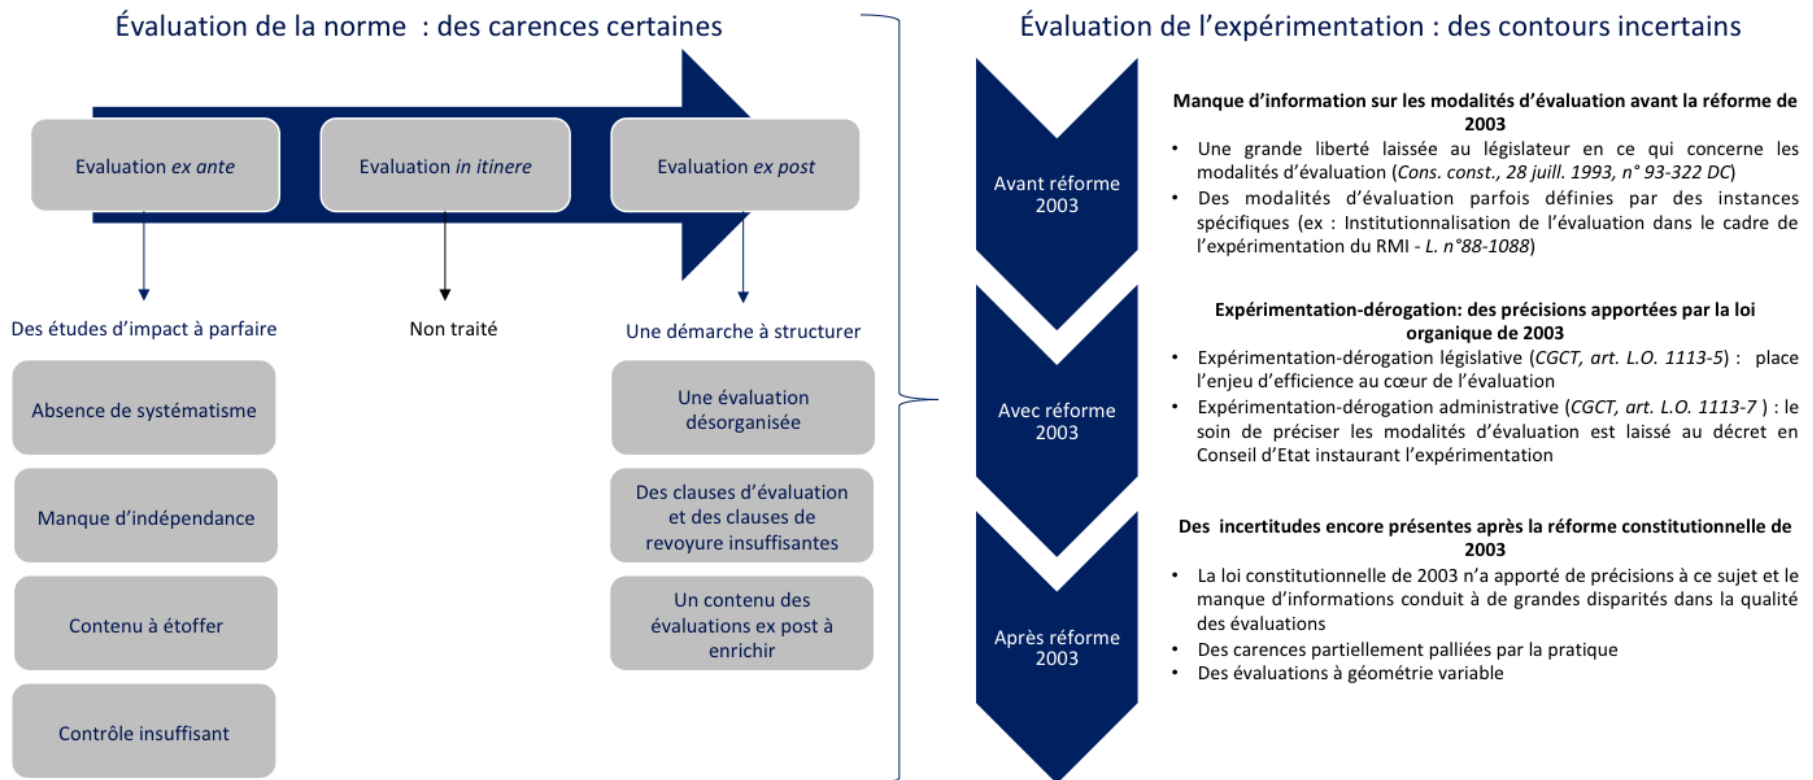 Évaluation de la norme : des carences certaines
Evaluation ex ante
Evaluation in itinere
Evaluation ex post
Des études d'impact à parfaire
Non traité
Une démarche à structurer
Absence de systématisme
Manque d'indépendance
Contenu à étoffer
Contrôle insuffisant
Une évaluation
désorganisée
Des clauses d'évaluation
et des clauses de
revoyure insuffisantes
Un contenu des
évaluations ex post à
enrichir
Évaluation de l'expérimentation : des contours incertains
Avant réforme
2003
Manque d'information sur les modalités d'évaluation avant la réforme de
2003
• Une grande liberté laissée au législateur en ce qui concerne les
modalités d'évaluation (Cons. const., 28 juill. 1993, n° 93-322 DC)
• Des modalités d'évaluation parfois définies par des instances
spécifiques (ex : Institutionnalisation de l'évaluation dans le cadre de
l'expérimentation du RMI - L. n°88-1088)
Avec réforme
2003
Expérimentation-dérogation: des précisions apportées par la loi
organique de 2003
• Expérimentation-dérogation législative (CGCT, art. L.O. 1113-5) : place
l'enjeu d'efficience au cœur de l'évaluation
• Expérimentation-dérogation administrative (CGCT, art. L.O. 1113-7 ) : le
soin de préciser les modalités d'évaluation est laissé au décret en
Conseil d'Etat instaurant l'expérimentation
Après réforme
2003
Des incertitudes encore présentes après la réforme constitutionnelle de
2003
• La loi constitutionnelle de 2003 n'a apporté de précisions à ce sujet et le
manque d'informations conduit à de grandes disparités dans la qualité
des évaluations
• Des carences partiellement palliées par la pratique
• Des évaluations à géométrie variable